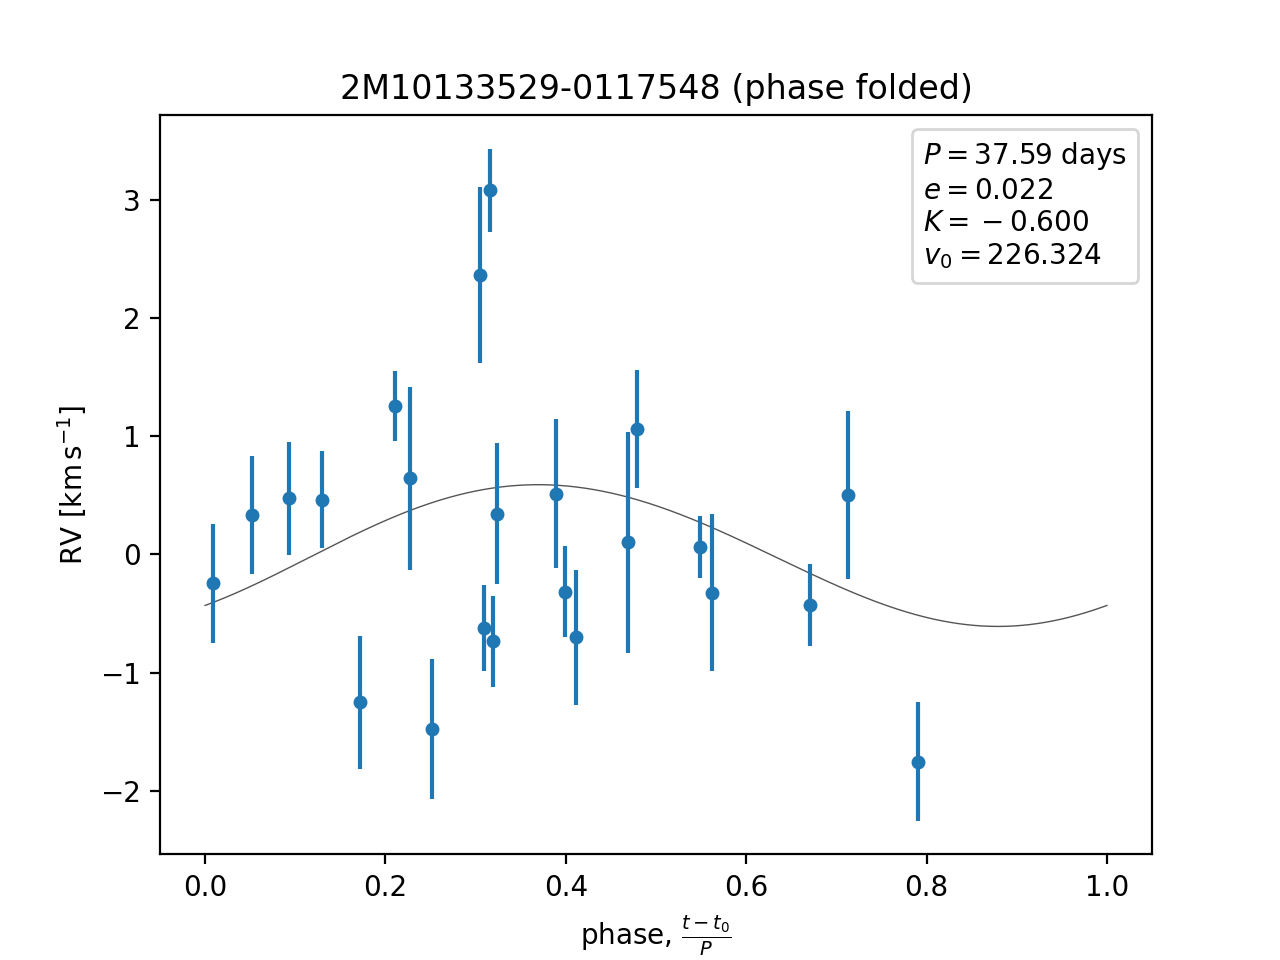 2M10133529-0117548 (phase folded)
P = 37.59 days
e = 0.022
K = −0.600
v₀ = 226.324
RV [km s⁻¹]
3
2
1
0
−1
−2
0.0 0.2 0.4 0.6 0.8 1.0
phase, (t − t₀)/P